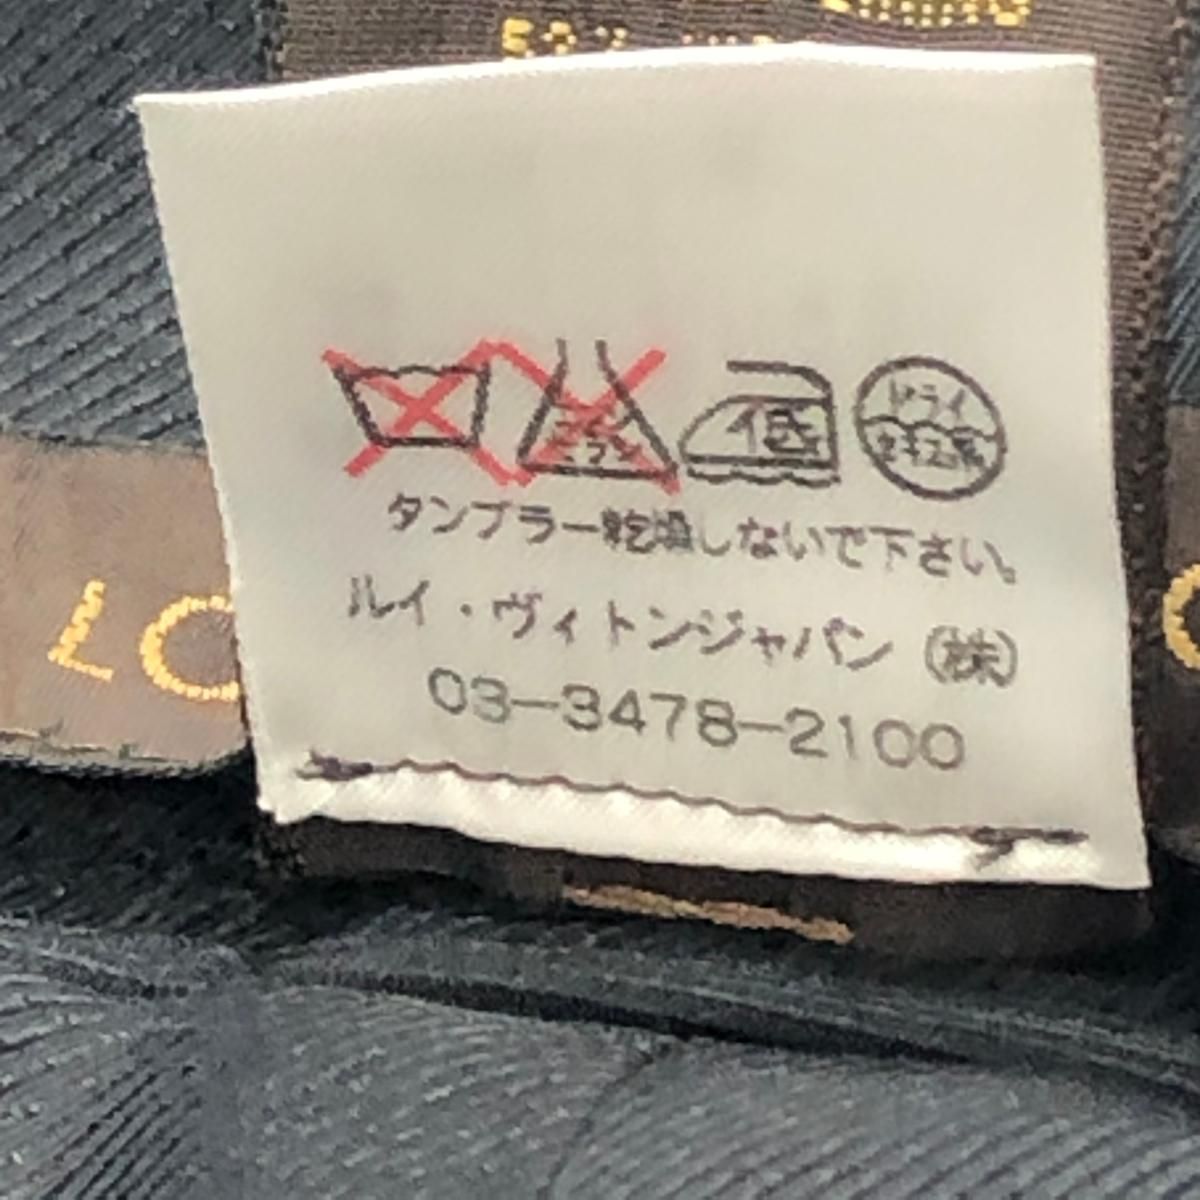 低
ドライ
タンブラー乾燥しないで下さい。
ルイ・ヴィトンジャパン(株)
03-3478-2100
LO